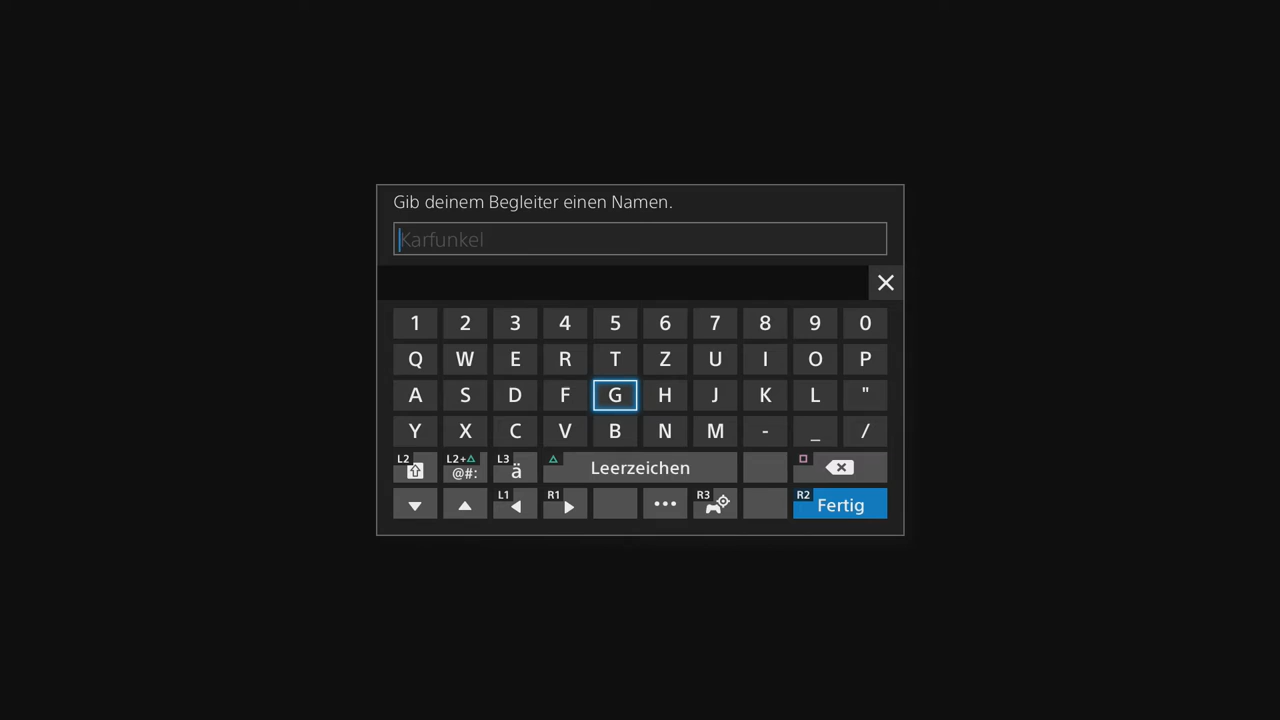 Gib deinem Begleiter einen Namen.
Karfunkel
1 2 3 4 5 6 7 8 9 0
Q W E R T Z U I O P
A S D F G H J K L "
Y X C V B N M - _ /
L2 L2+△ @#: L3 ä △ Leerzeichen □
L1 R1 ••• R3 R2 Fertig